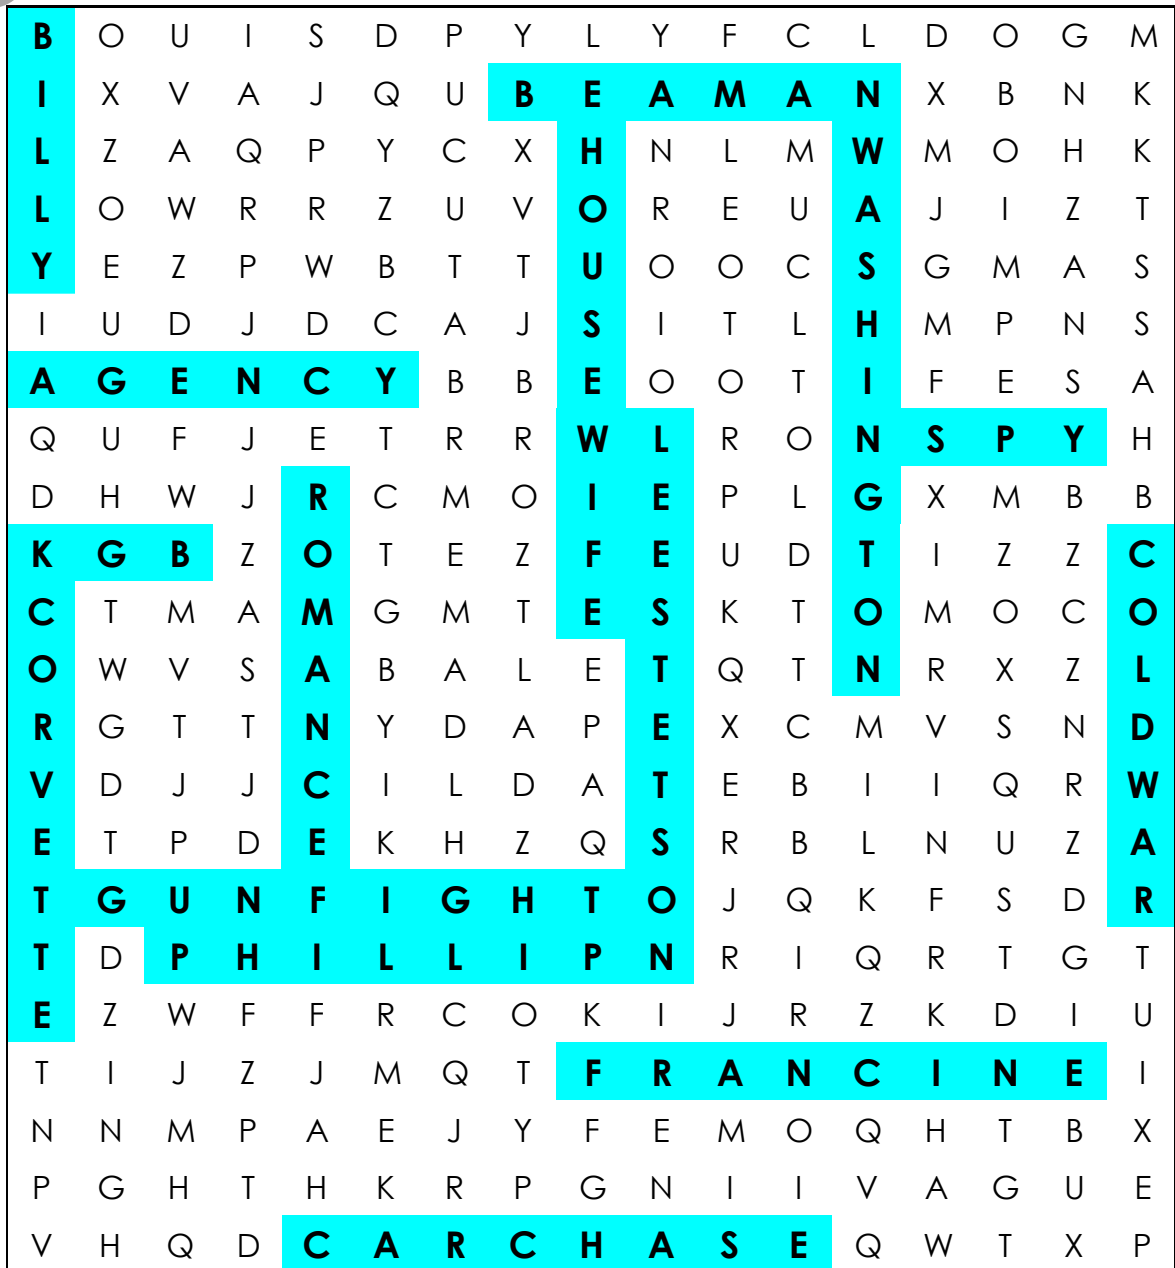 B O U I S D P Y L Y F C L D O G M
I X V A J Q U B E A M A N X B N K
L Z A Q P Y C X H N L M W M O H K
L O W R R Z U V O R E U A J I Z T
Y E Z P W B T T U O O C S G M A S
I U D J D C A J S I T L H M P N S
A G E N C Y B B E O O T I F E S A
Q U F J E T R R W L R O N S P Y H
D H W J R C M O I E P L G X M B B
K G B Z O T E Z F E U D T I Z Z C
C T M A M G M T E S K T O M O C O
O W V S A B A L E T Q T N R X Z L
R G T T N Y D A P E X C M V S N D
V D J J C I L D A T E B I I Q R W
E T P D E K H Z Q S R B L N U Z A
T G U N F I G H T O J Q K F S D R
T D P H I L L I P N R I Q R T G T
E Z W F F R C O K I J R Z K D I U
T I J Z J M Q T F R A N C I N E I
N N M P A E J Y F E M O Q H T B X
P G H T H K R P G N I I V A G U E
V H Q D C A R C H A S E Q W T X P